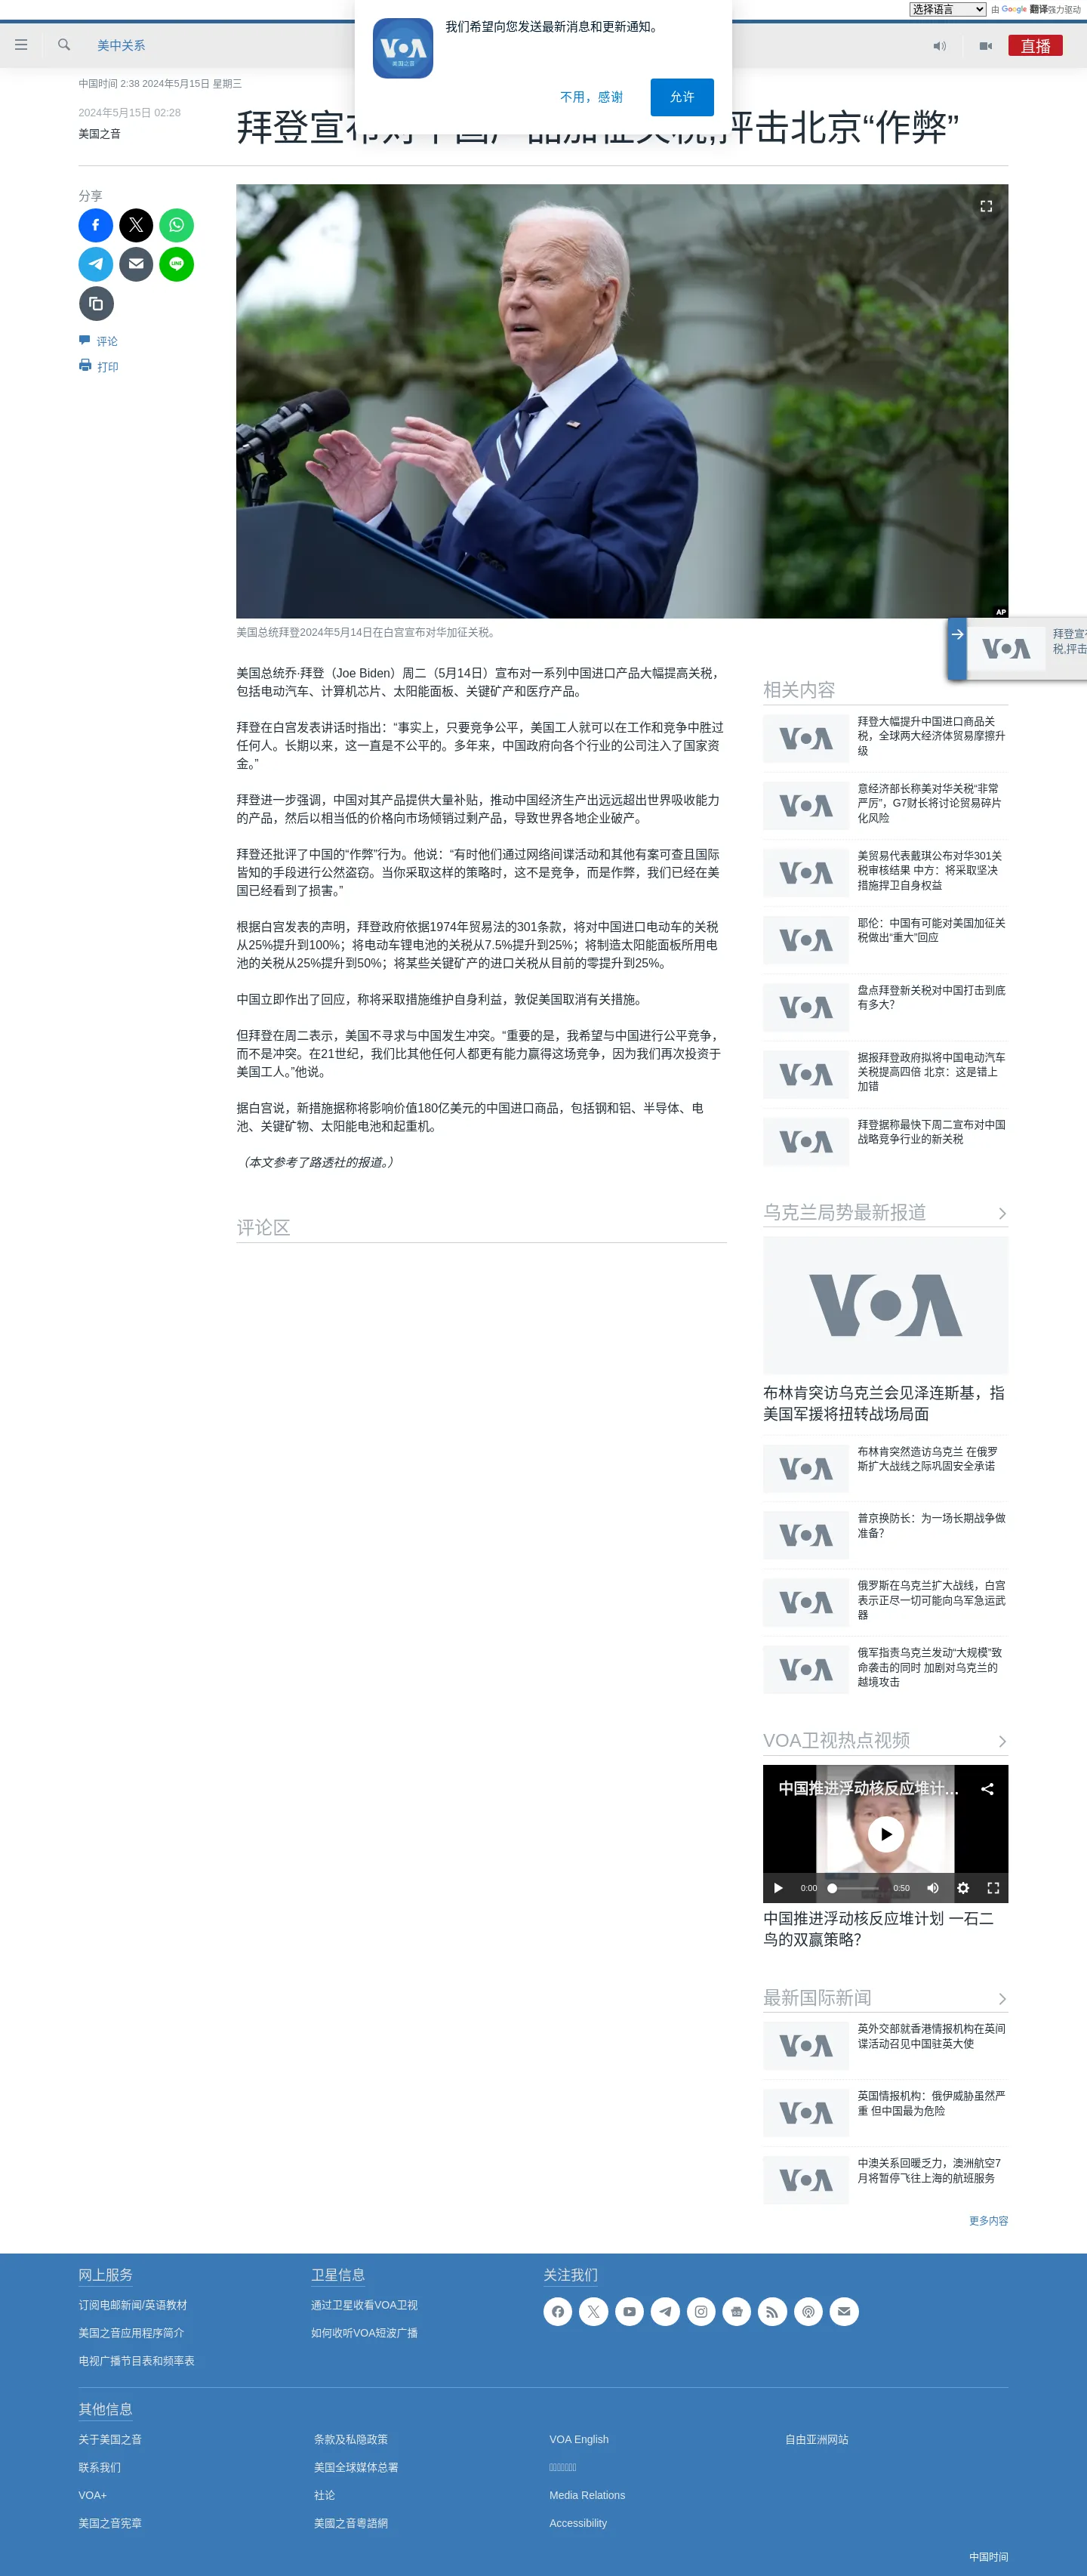 选择语言 由 Google 翻译强力翻译
美中关系
VOA
美国之音
我们希望向您发送最新消息和更新通知。
不用，感谢
允许
直播
中国时间 2:38 2024年5月15日 星期三
2024年5月15日 02:28
美国之音
拜登宣布对中国产品加征关税,抨击北京“作弊”
分享
评论
打印
AP
美国总统拜登2024年5月14日在白宫宣布对华加征关税。
美国总统乔·拜登（Joe Biden）周二（5月14日）宣布对一系列中国进口产品大幅提高关税，
包括电动汽车、计算机芯片、太阳能面板、关键矿产和医疗产品。
拜登在白宫发表讲话时指出：“事实上，只要竞争公平，美国工人就可以在工作和竞争中胜过
任何人。长期以来，这一直是不公平的。多年来，中国政府向各个行业的公司注入了国家资
金。”
拜登进一步强调，中国对其产品提供大量补贴，推动中国经济生产出远远超出世界吸收能力
的产品，然后以相当低的价格向市场倾销过剩产品，导致世界各地企业破产。
拜登还批评了中国的“作弊”行为。他说：“有时他们通过网络间谍活动和其他有案可查且国际
皆知的手段进行公然盗窃。当你采取这样的策略时，这不是竞争，而是作弊，我们已经在美
国已经看到了损害。”
根据白宫发表的声明，拜登政府依据1974年贸易法的301条款，将对中国进口电动车的关税
从25%提升到100%；将电动车锂电池的关税从7.5%提升到25%；将制造太阳能面板所用电
池的关税从25%提升到50%；将某些关键矿产的进口关税从目前的零提升到25%。
中国立即作出了回应，称将采取措施维护自身利益，敦促美国取消有关措施。
但拜登在周二表示，美国不寻求与中国发生冲突。“重要的是，我希望与中国进行公平竞争，
而不是冲突。在21世纪，我们比其他任何人都更有能力赢得这场竞争，因为我们再次投资于
美国工人。”他说。
据白宫说，新措施据称将影响价值180亿美元的中国进口商品，包括钢和铝、半导体、电
池、关键矿物、太阳能电池和起重机。
（本文参考了路透社的报道。）
评论区
VOA
拜登宣布
税,抨击
相关内容
VOA
拜登大幅提升中国进口商品关
税，全球两大经济体贸易摩擦升
级
VOA
意经济部长称美对华关税“非常
严厉”，G7财长将讨论贸易碎片
化风险
VOA
美贸易代表戴琪公布对华301关
税审核结果 中方：将采取坚决
措施捍卫自身权益
VOA
耶伦：中国有可能对美国加征关
税做出“重大”回应
VOA
盘点拜登新关税对中国打击到底
有多大？
VOA
据报拜登政府拟将中国电动汽车
关税提高四倍 北京：这是错上
加错
VOA
拜登据称最快下周二宣布对中国
战略竞争行业的新关税
乌克兰局势最新报道
VOA
布林肯突访乌克兰会见泽连斯基，指
美国军援将扭转战场局面
VOA
布林肯突然造访乌克兰 在俄罗
斯扩大战线之际巩固安全承诺
VOA
普京换防长：为一场长期战争做
准备？
VOA
俄罗斯在乌克兰扩大战线，白宫
表示正尽一切可能向乌军急运武
器
VOA
俄军指责乌克兰发动“大规模”致
命袭击的同时 加剧对乌克兰的
越境攻击
VOA卫视热点视频
中国推进浮动核反应堆计...
0:00 0:50
中国推进浮动核反应堆计划 一石二
鸟的双赢策略？
最新国际新闻
VOA
英外交部就香港情报机构在英间
谍活动召见中国驻英大使
VOA
英国情报机构：俄伊威胁虽然严
重 但中国最为危险
VOA
中澳关系回暖乏力，澳洲航空7
月将暂停飞往上海的航班服务
更多内容
网上服务
订阅电邮新闻/英语教材
美国之音应用程序简介
电视广播节目表和频率表
卫星信息
通过卫星收看VOA卫视
如何收听VOA短波广播
关注我们
其他信息
关于美国之音
联系我们
VOA+
美国之音宪章
条款及私隐政策
美国全球媒体总署
社论
美國之音粵語網
VOA English
Media Relations
Accessibility
自由亚洲网站
中国时间